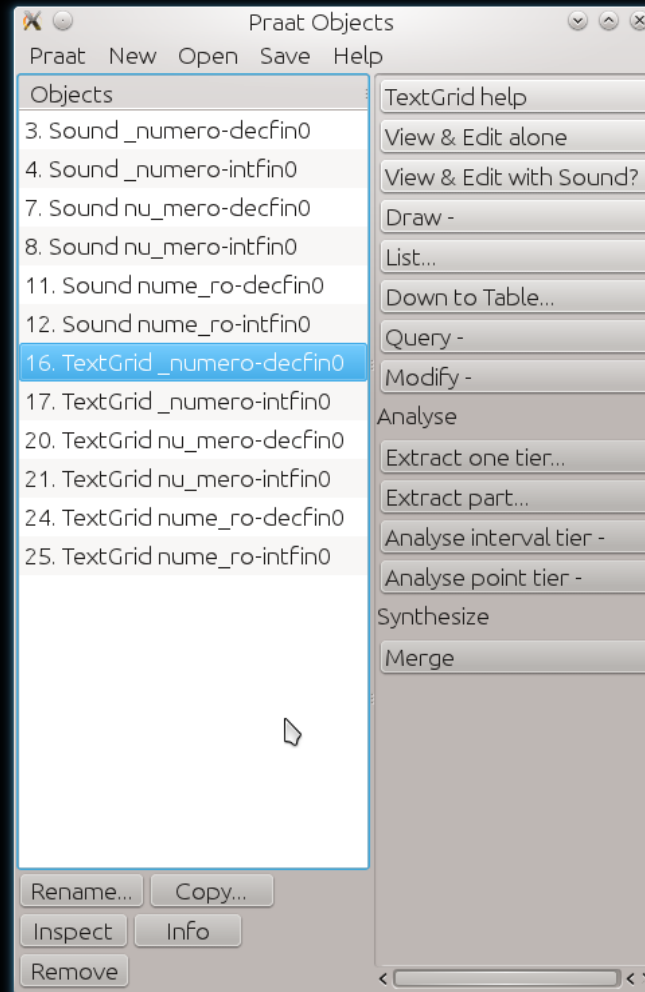 Praat Objects
Praat New Open Save Help
Objects
3. Sound _numero-decfin0
4. Sound _numero-intfin0
7. Sound nu_mero-decfin0
8. Sound nu_mero-intfin0
11. Sound nume_ro-decfin0
12. Sound nume_ro-intfin0
16. TextGrid _numero-decfin0
17. TextGrid _numero-intfin0
20. TextGrid nu_mero-decfin0
21. TextGrid nu_mero-intfin0
24. TextGrid nume_ro-decfin0
25. TextGrid nume_ro-intfin0
Rename... Copy...
Inspect Info
Remove
TextGrid help
View & Edit alone
View & Edit with Sound?
Draw -
List...
Down to Table...
Query -
Modify -
Analyse
Extract one tier...
Extract part...
Analyse interval tier -
Analyse point tier -
Synthesize
Merge